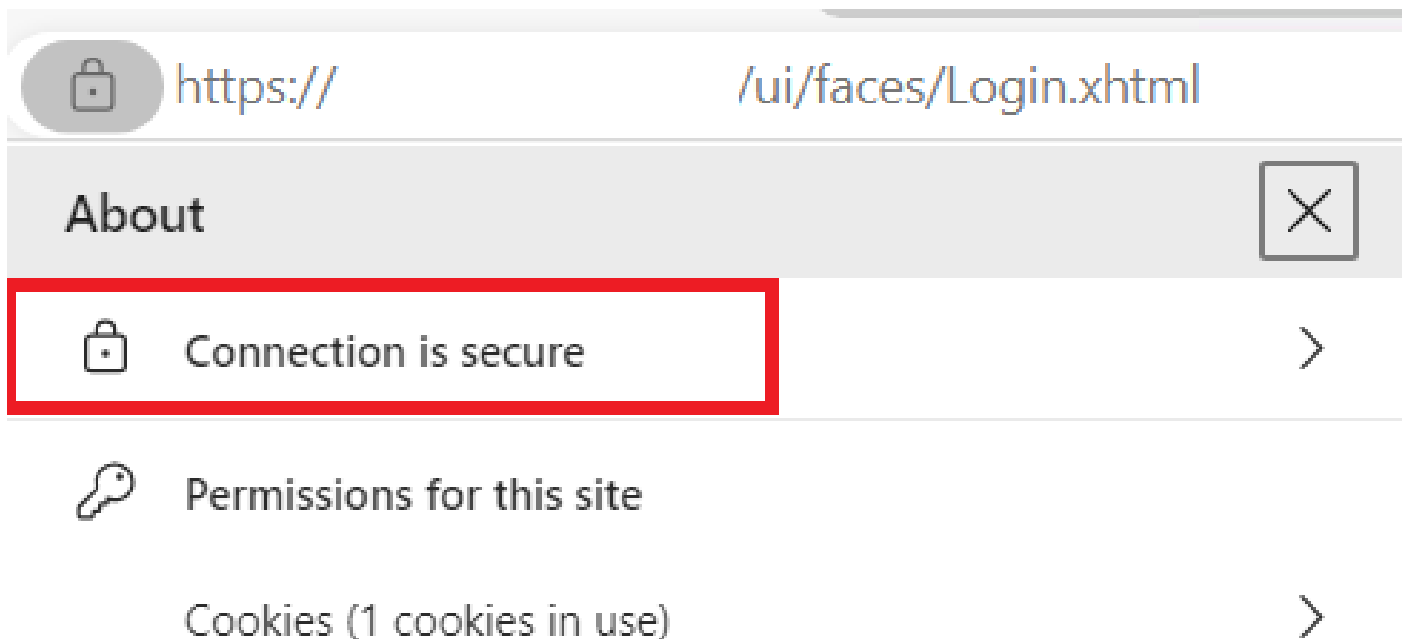 https:// /ui/faces/Login.xhtml
About
Connection is secure
Permissions for this site
Cookies (1 cookies in use)